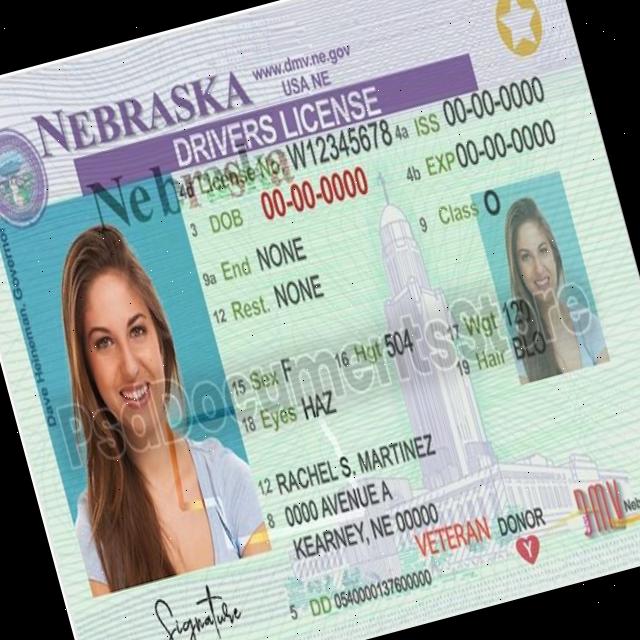 NEBRASKA www.dmv.ne.gov
USA NE
DRIVERS LICENSE
Nebraska
4d License No W12345678 4a ISS 00-00-0000
3 DOB 00-00-0000 4b EXP 00-00-0000
9a End NONE 9 Class O
12 Rest. NONE
15 Sex F 16 Hgt 504 17 Wgt 120
18 Eyes HAZ 19 Hair BLO
PsdDocumentsStore
12 RACHEL S, MARTINEZ
8 0000 AVENUE A
KEARNEY, NE 00000
VETERAN DONOR
Y
DMV Neb
5 DD 0540000137600000
Signature
Dave Heineman, Governor